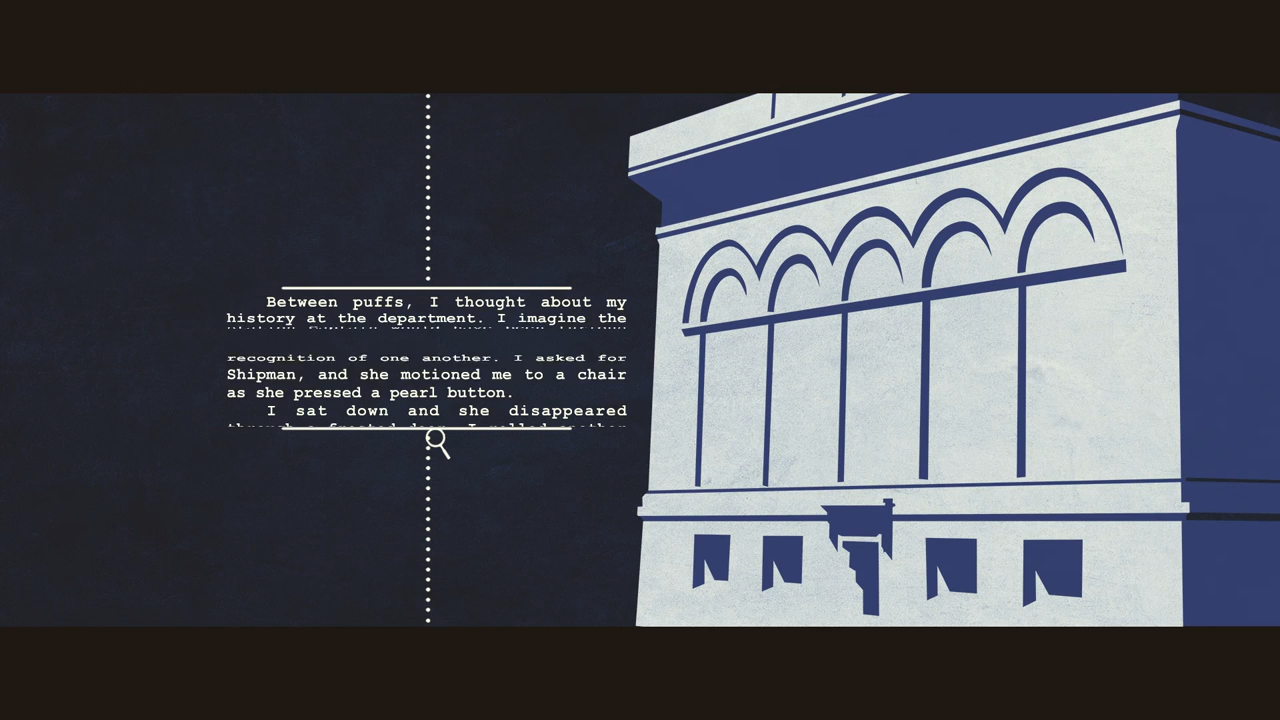 Between puffs, I thought about my
history at the department. I imagine the
recognition of one another. I asked for
Shipman, and she motioned me to a chair
as she pressed a pearl button.
I sat down and she disappeared